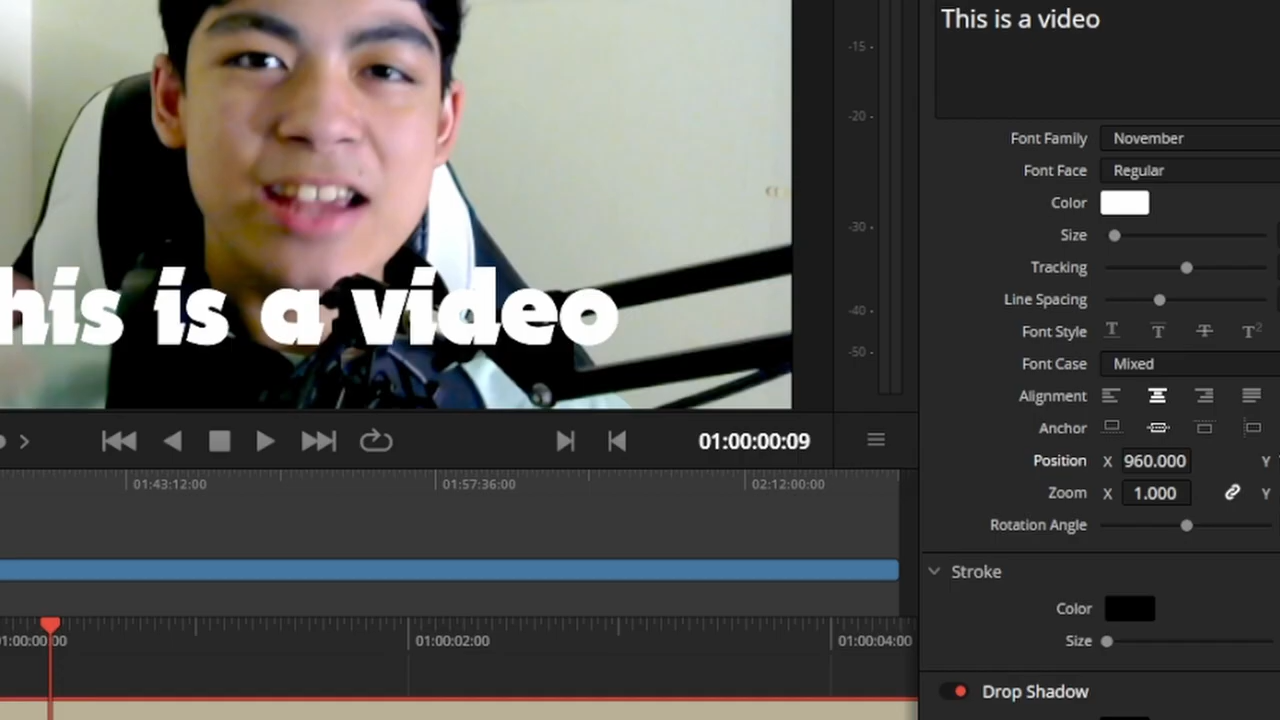 This is a video
-15
-20
-30
-40
-50
his is a video
Font Family November
Font Face Regular
Color
Size
Tracking
Line Spacing
Font Style T T T T²
Font Case Mixed
Alignment
Anchor
Position X 960.000 Y
Zoom X 1.000 Y
Rotation Angle
01:00:00:09
01:43:12:00 01:57:36:00 02:12:00:00
Stroke
Color
Size
1:00:00:00 01:00:02:00 01:00:04:00
Drop Shadow